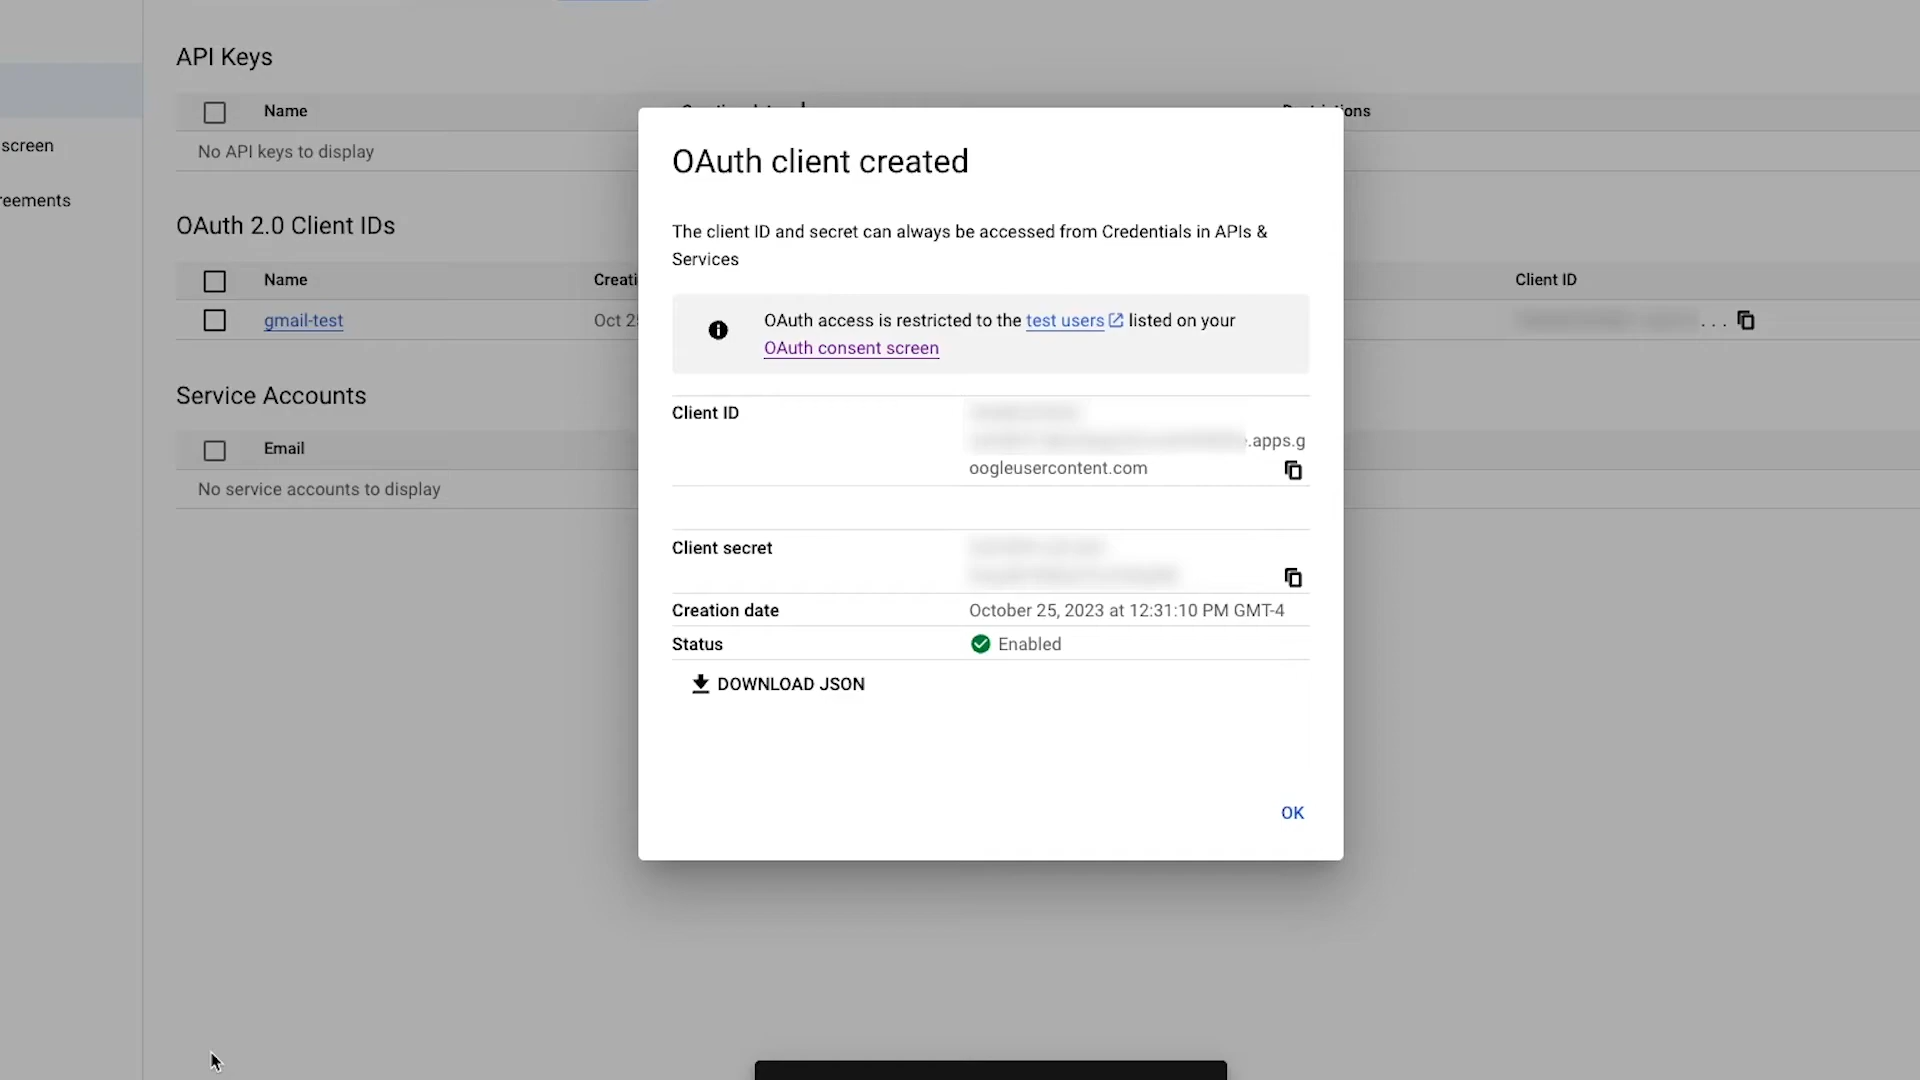 API Keys
Name
No API keys to display
screen
reements
OAuth 2.0 Client IDs
Name
Creati
Client ID
gmail-test
Oct 2
...
Service Accounts
Email
No service accounts to display
OAuth client created
The client ID and secret can always be accessed from Credentials in APIs &
Services
OAuth access is restricted to the test users listed on your
OAuth consent screen
Client ID
.apps.g
oogleusercontent.com
Client secret
Creation date
October 25, 2023 at 12:31:10 PM GMT-4
Status
Enabled
DOWNLOAD JSON
OK